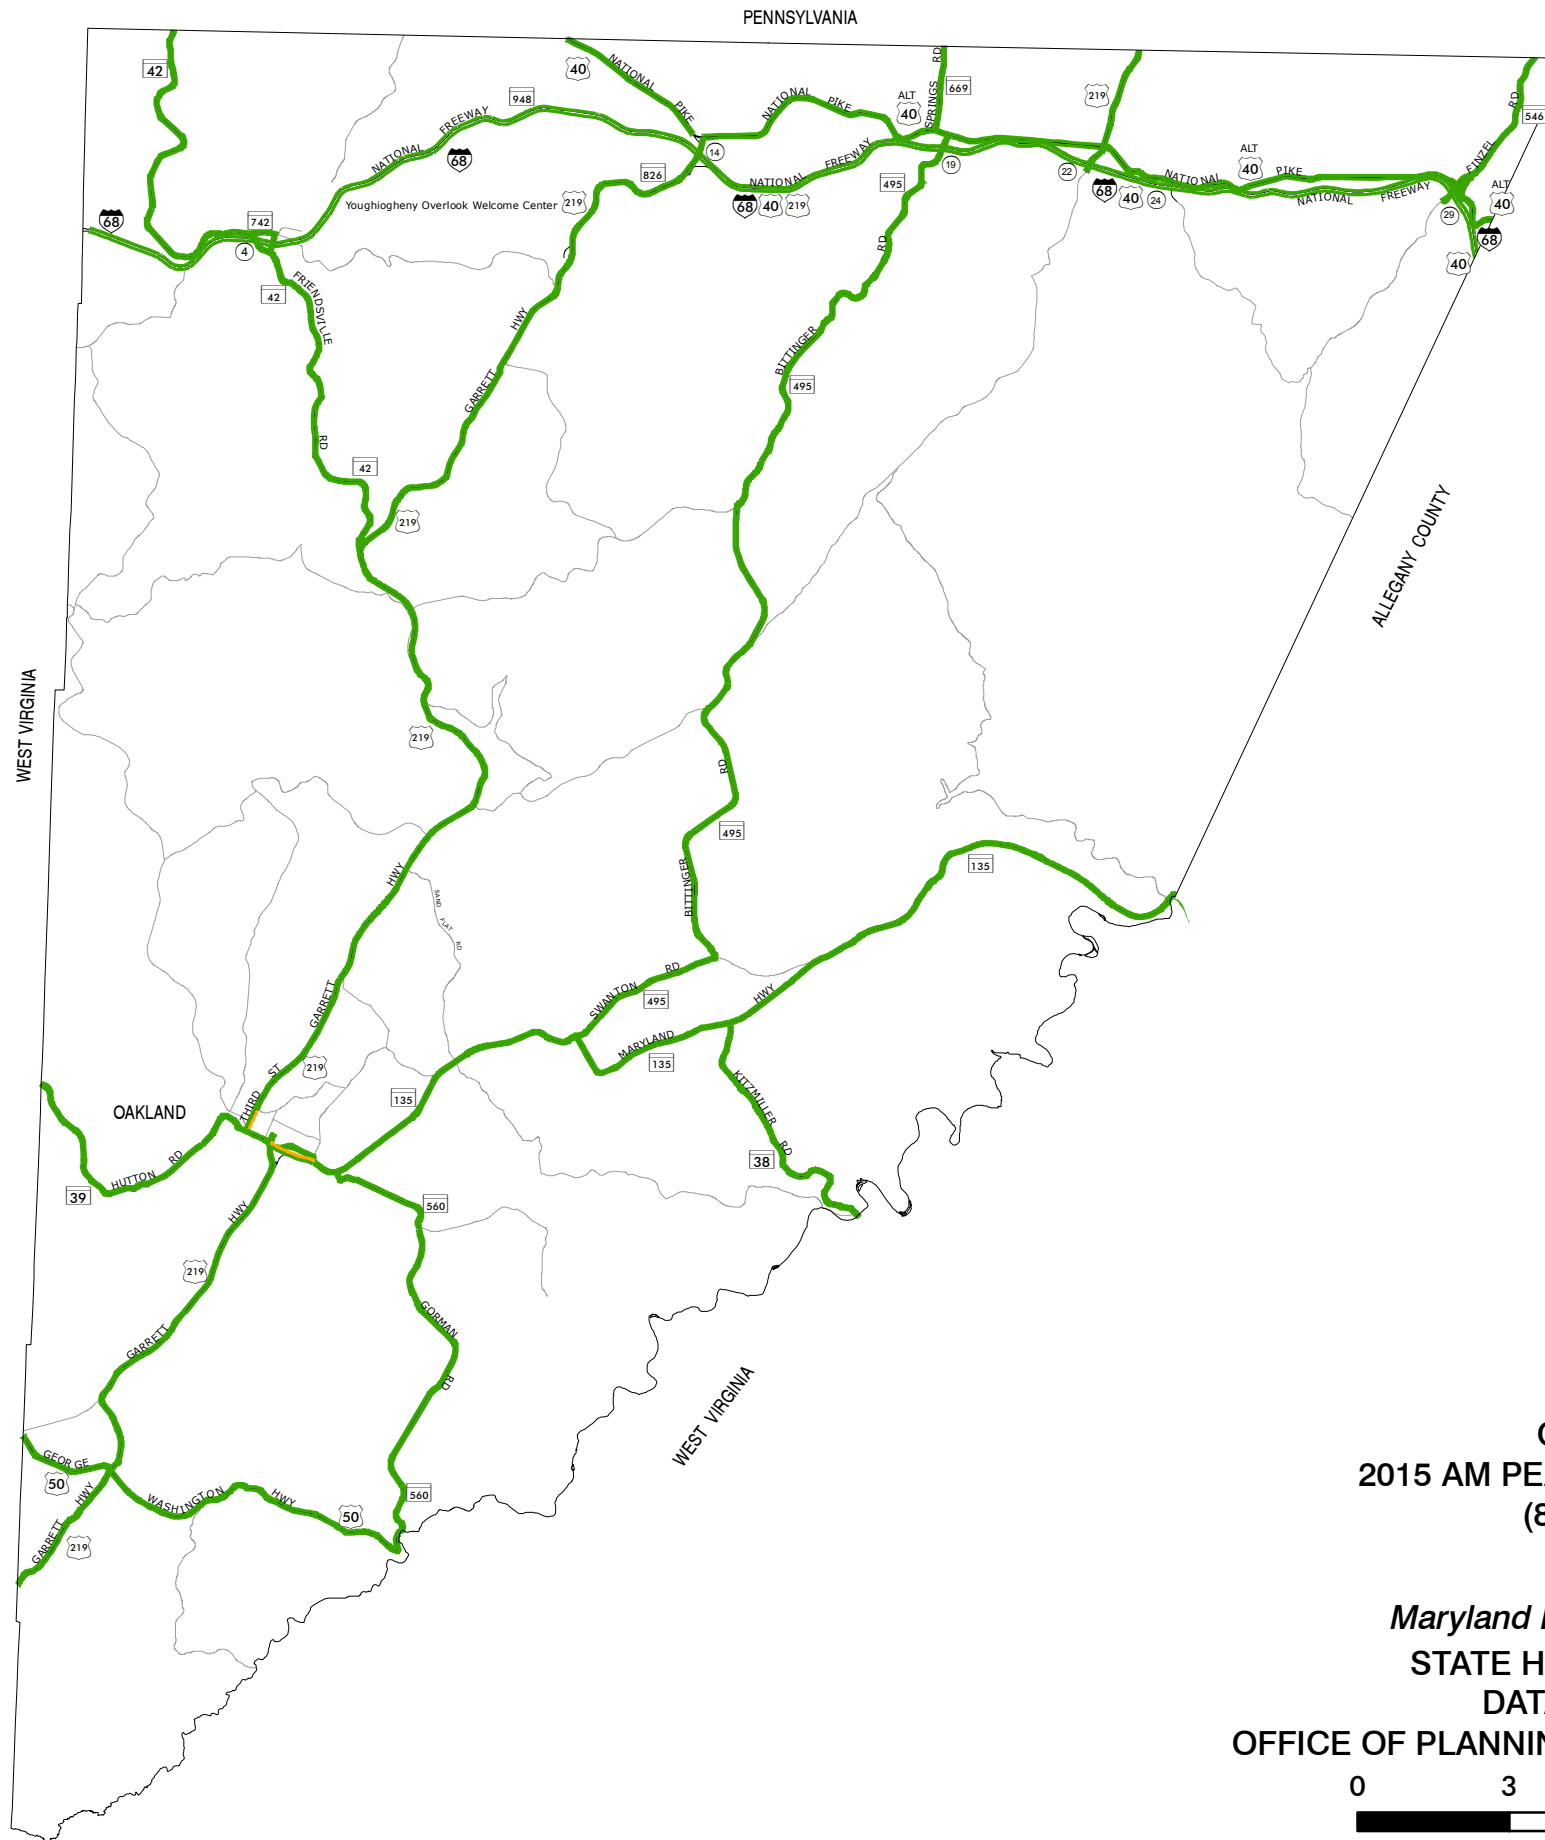 PENNSYLVANIA
42
40
NATIONAL PIKE
948
NATIONAL FREEWAY
68
NATIONAL PIKE
ALT
40
SPRINGS RD
669
219
RD
546
14
826
NATIONAL FREEWAY
68
40
219
19
495
22
68
40
24
NATIONAL PIKE
ALT
40
NATIONAL FREEWAY
FINZEL
ALT
40
29
68
40
Youghiogheny Overlook Welcome Center
219
68
742
4
42
FRIENDSVILLE
RD
42
GARRETT HWY
219
RD
BITTINGER
495
ALLEGANY COUNTY
WEST VIRGINIA
219
RD
495
BITTINGER
135
HWY
GARRETT
SAND FLAT RD
SWANTON RD
495
HWY
MARYLAND
135
219
THIRD ST
OAKLAND
135
KITZMILLER RD
38
HUTTON RD
39
560
HWY
219
GARRETT
GORMAN
RD
WEST VIRGINIA
GEORGE
50
HWY
WASHINGTON HWY
50
560
GARRETT
219
2015 AM PEA
(8
Maryland
STATE H
DATA
OFFICE OF PLANNIN
0 3